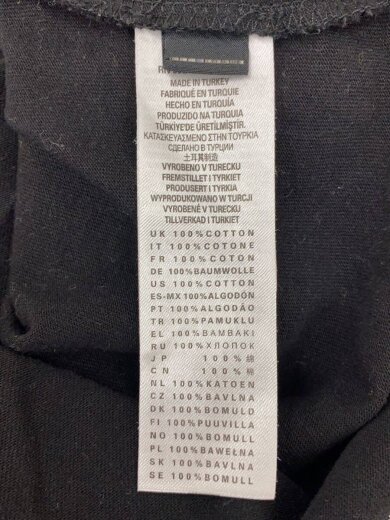 MADE IN TURKEY
FABRIQUÉ EN TURQUIE
HECHO EN TURQUÍA
PRODUZIDO NA TURQUIA
TÜRKİYE'DE ÜRETİLMİŞTİR.
ΚΑΤΑΣΚΕΥΑΣΜΕΝΟ ΣΤΗΝ ΤΟΥΡΚΙΑ
СДЕЛАНО В ТУРЦИИ
土耳其制造
VYROBENO V TURECKU
FREMSTILLET I TYRKIET
PRODUSERT I TYRKIA
WYPRODUKOWANO W TURCJI
VYROBENÉ V TURECKU
TILLVERKAD I TURKIET
UK 100%COTTON
IT 100%COTONE
FR 100%COTON
DE 100%BAUMWOLLE
US 100%COTTON
ES-MX 100%ALGODÓN
PT 100%ALGODÃO
TR 100%PAMUKLU
EL 100%ΒΑΜΒΑΚΙ
RU 100%ХЛОПОК
JP 100%綿
CN 100%棉
NL 100%KATOEN
CZ 100%BAVLNA
DK 100%BOMULD
FI 100%PUUVILLA
NO 100%BOMULL
PL 100%BAWEŁNA
SK 100%BAVLNA
SE 100%BOMULL